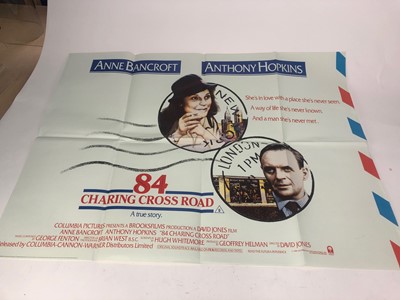 ANNE BANCROFT ANTHONY HOPKINS
She's in love with a place she's never seen.
A way of life she's never known.
And a man she's never met.
NEW
LONDON
1 PM
84
CHARING CROSS ROAD
A true story.
COLUMBIA PICTURES PRESENTS A BROOKSFILMS PRODUCTION A DAVID JONES FILM
ANNE BANCROFT ANTHONY HOPKINS "84 CHARING CROSS ROAD"
GEORGE FENTON BRIAN WEST B.S.C. HUGH WHITEMORE GEOFFREY HELMAN DAVID JONES
Released by COLUMBIA-CANNON-WARNER Distributors Limited